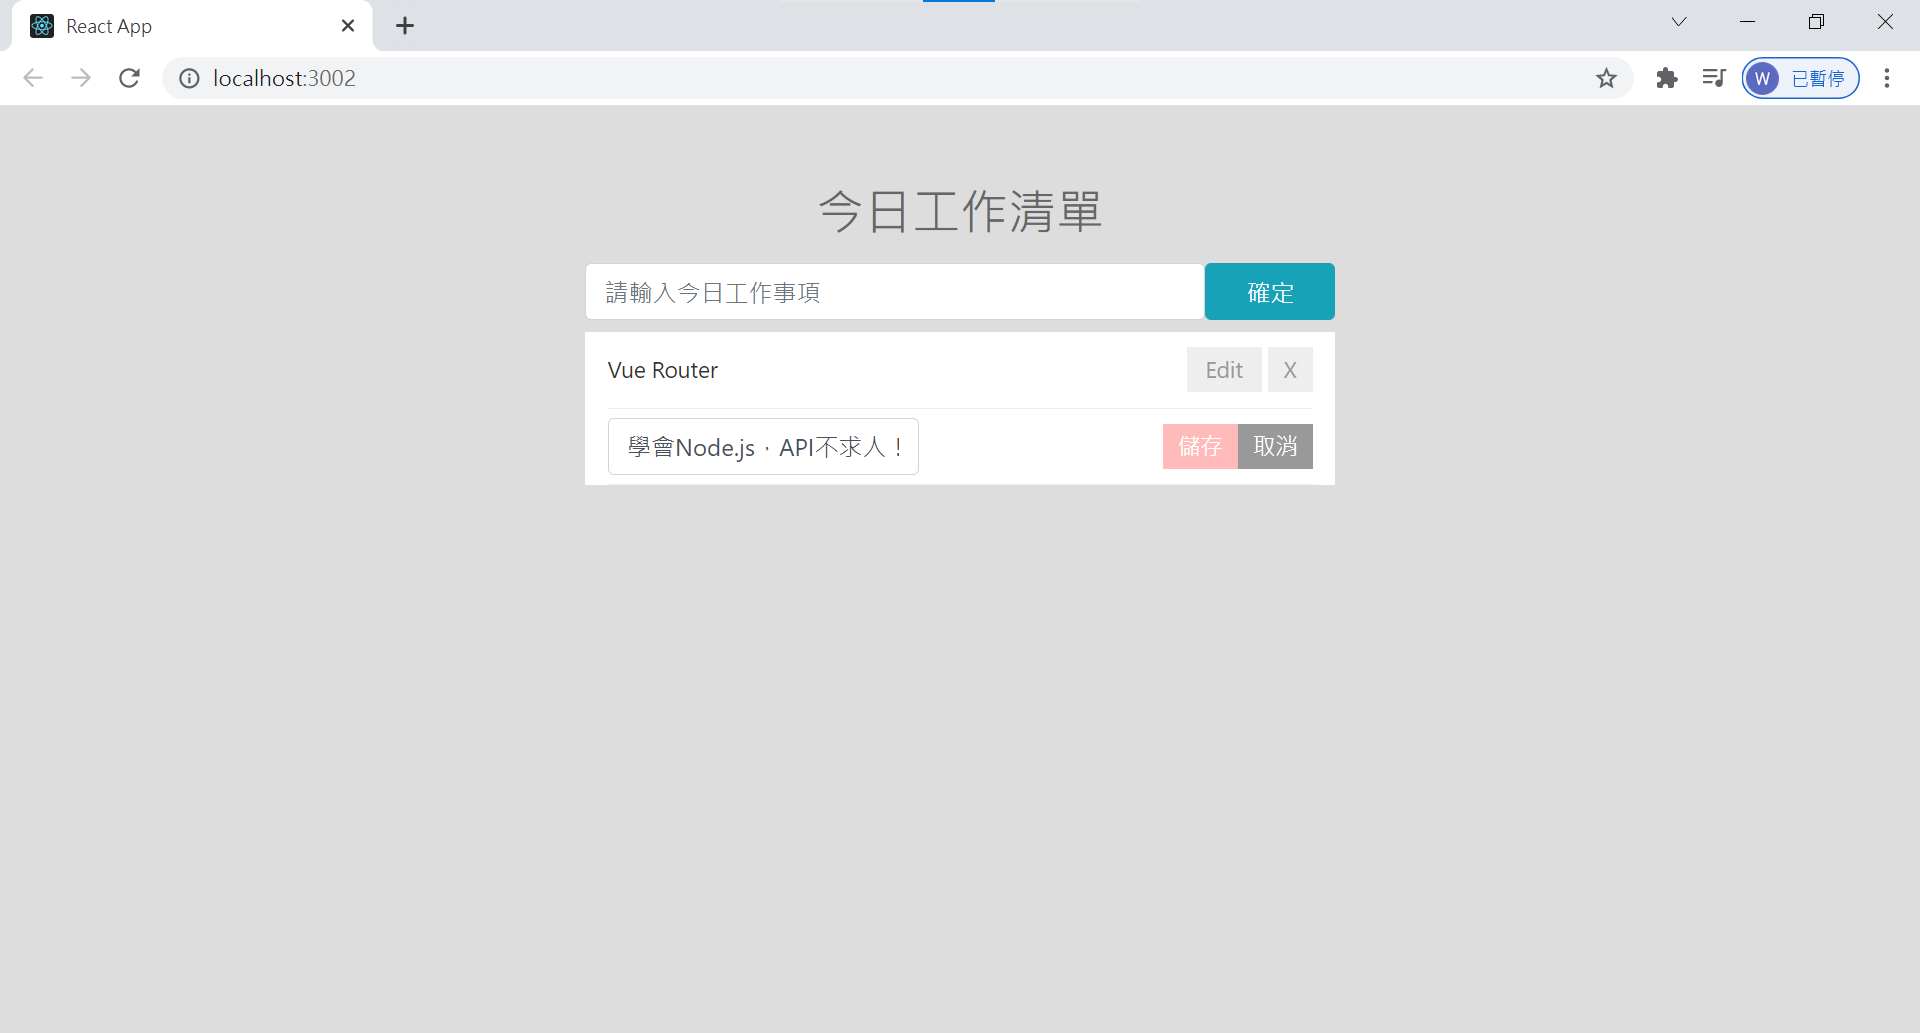 React App
localhost:3002
W 已暫停
今日工作清單
請輸入今日工作事項 確定
Vue Router Edit X
學會Node.js，API不求人！ 儲存 取消